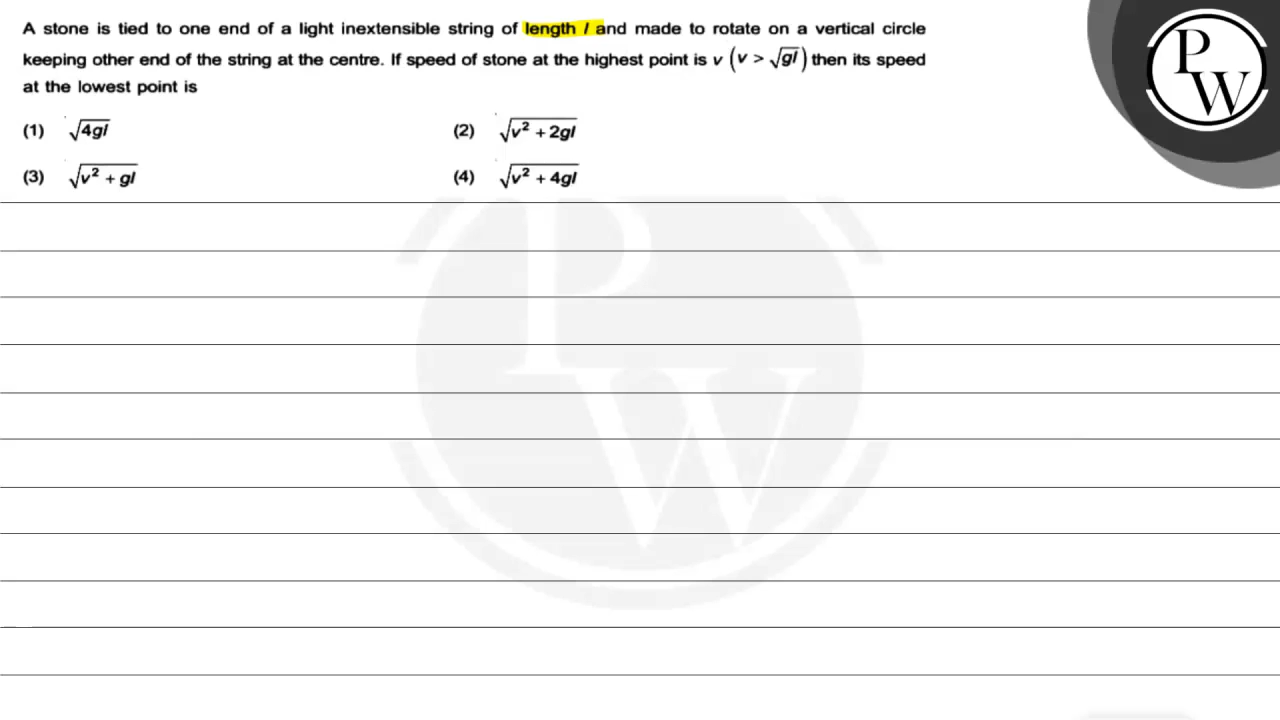 A stone is tied to one end of a light inextensible string of length l and made to rotate on a vertical circle
keeping other end of the string at the centre. If speed of stone at the highest point is v (v > √gl) then its speed
at the lowest point is
(1) √4gl (2) √v² + 2gl
(3) √v² + gl (4) √v² + 4gl
PW
PW